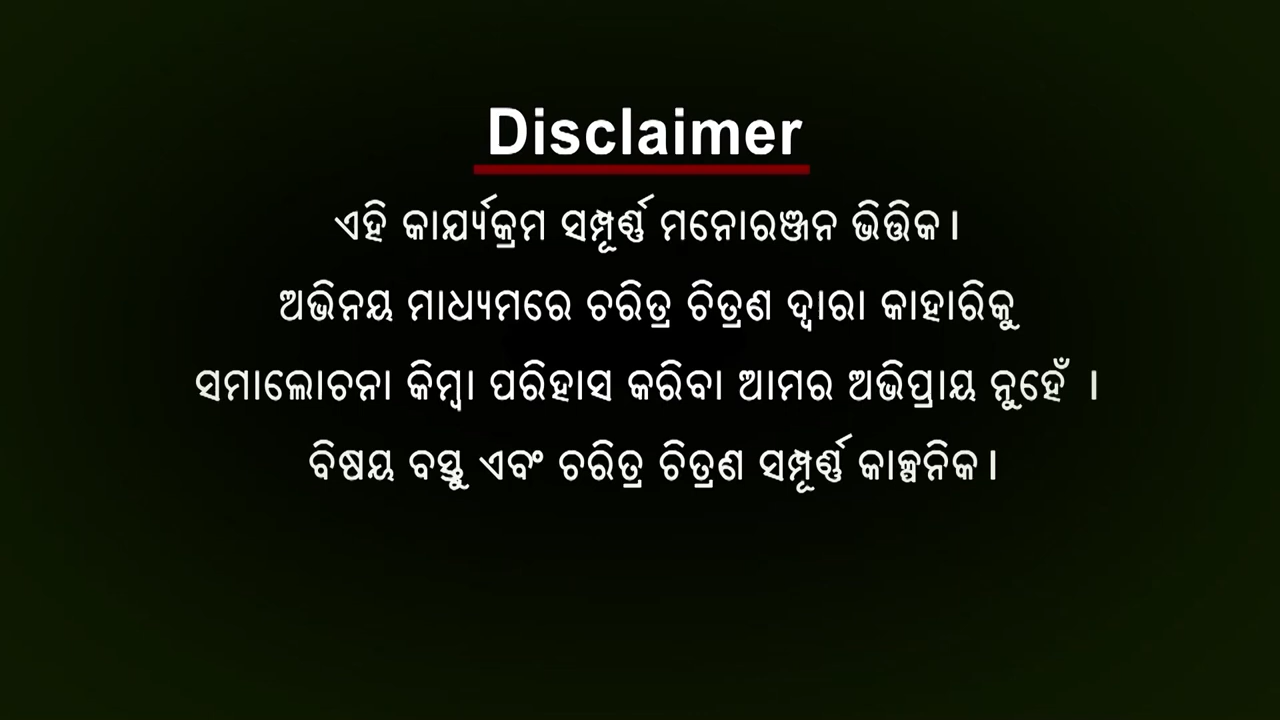 Disclaimer
ଏହି କାର୍ଯ୍ୟକ୍ରମ ସମ୍ପୂର୍ଣ୍ଣ ମନୋରଞ୍ଜନ ଭିତ୍ତିକ।
ଅଭିନୟ ମାଧ୍ୟମରେ ଚରିତ୍ର ଚିତ୍ରଣ ଦ୍ୱାରା କାହାରିକୁ
ସମାଲୋଚନା କିମ୍ବା ପରିହାସ କରିବା ଆମର ଅଭିପ୍ରାୟ ନୁହେଁ ।
ବିଷୟ ବସ୍ତୁ ଏବଂ ଚରିତ୍ର ଚିତ୍ରଣ ସମ୍ପୂର୍ଣ୍ଣ କାଳ୍ପନିକ।